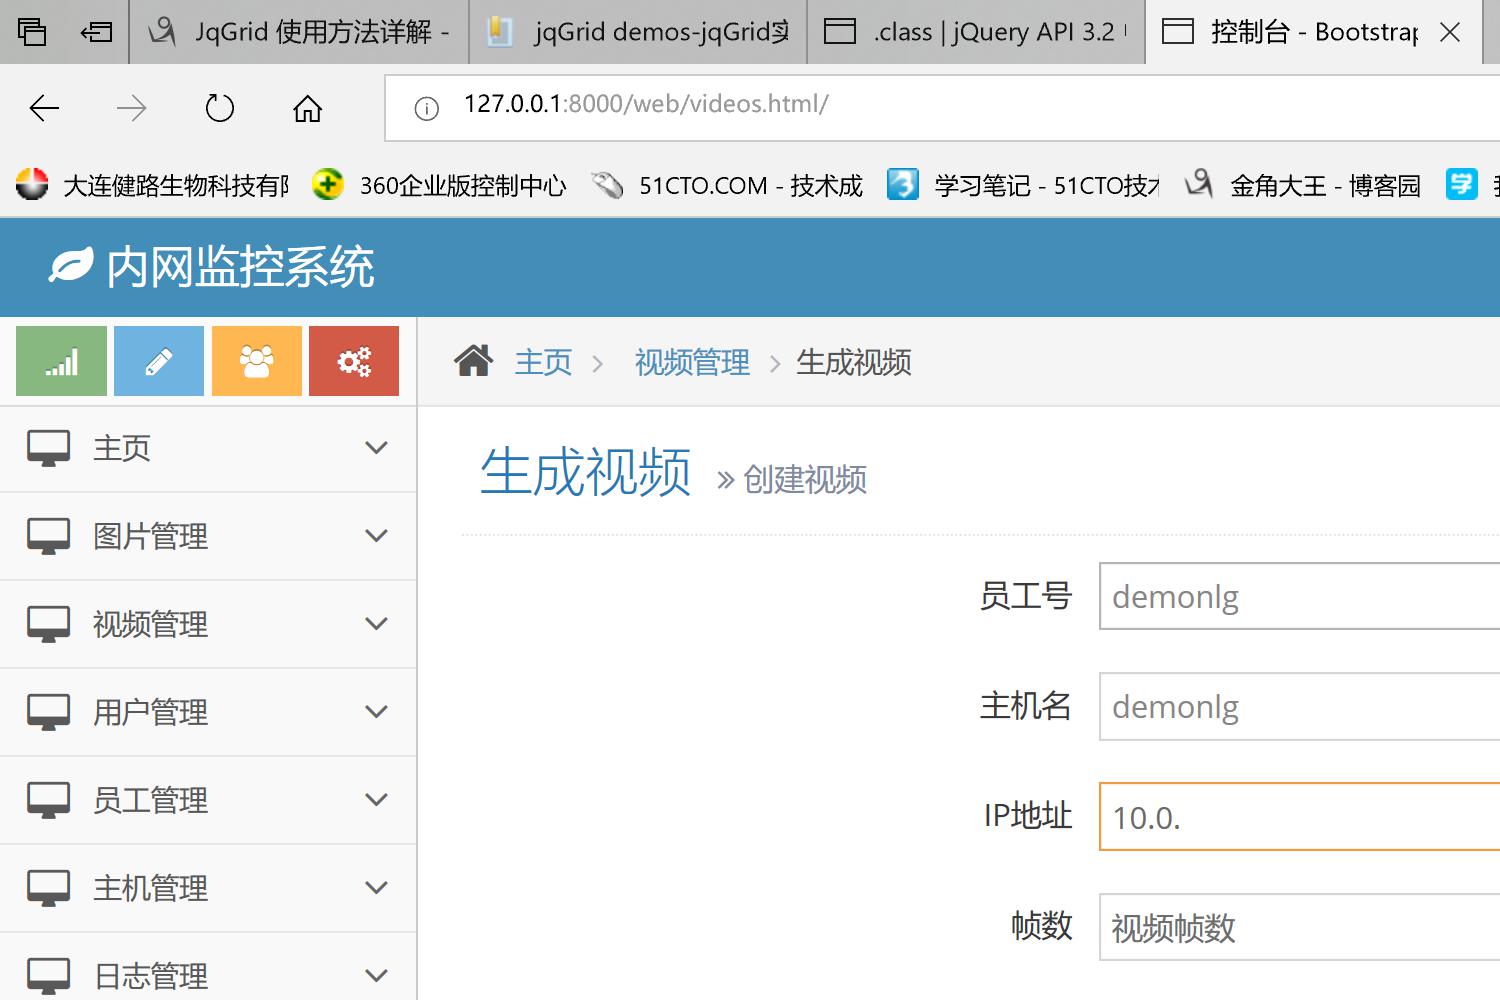 JqGrid 使用方法详解 -
jqGrid demos-jqGrid实
.class | jQuery API 3.2
控制台 - Bootstrap
127.0.0.1:8000/web/videos.html/
大连健路生物科技有限
360企业版控制中心
51CTO.COM - 技术成
学习笔记 - 51CTO技术
金角大王 - 博客园
学
内网监控系统
主页
视频管理
生成视频
主页
图片管理
视频管理
用户管理
员工管理
主机管理
日志管理
生成视频
创建视频
员工号
demonlg
主机名
demonlg
IP地址
10.0.
帧数
视频帧数